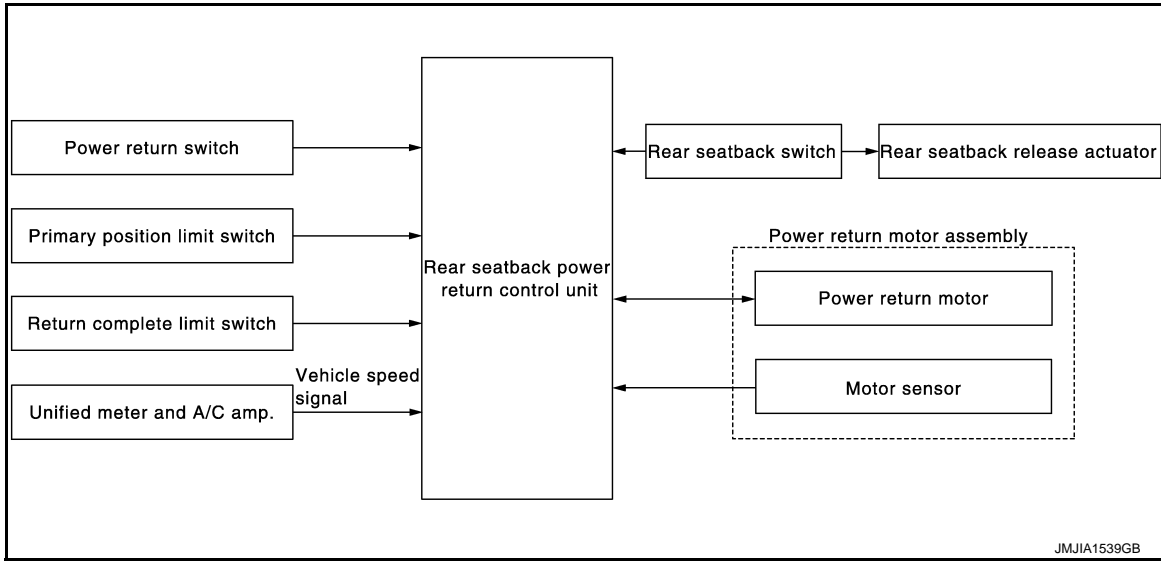 Power return switch
Primary position limit switch
Return complete limit switch
Unified meter and A/C amp.
Vehicle speed
signal
Rear seatback power
return control unit
Rear seatback switch
Rear seatback release actuator
Power return motor assembly
Power return motor
Motor sensor
JMJIA1539GB